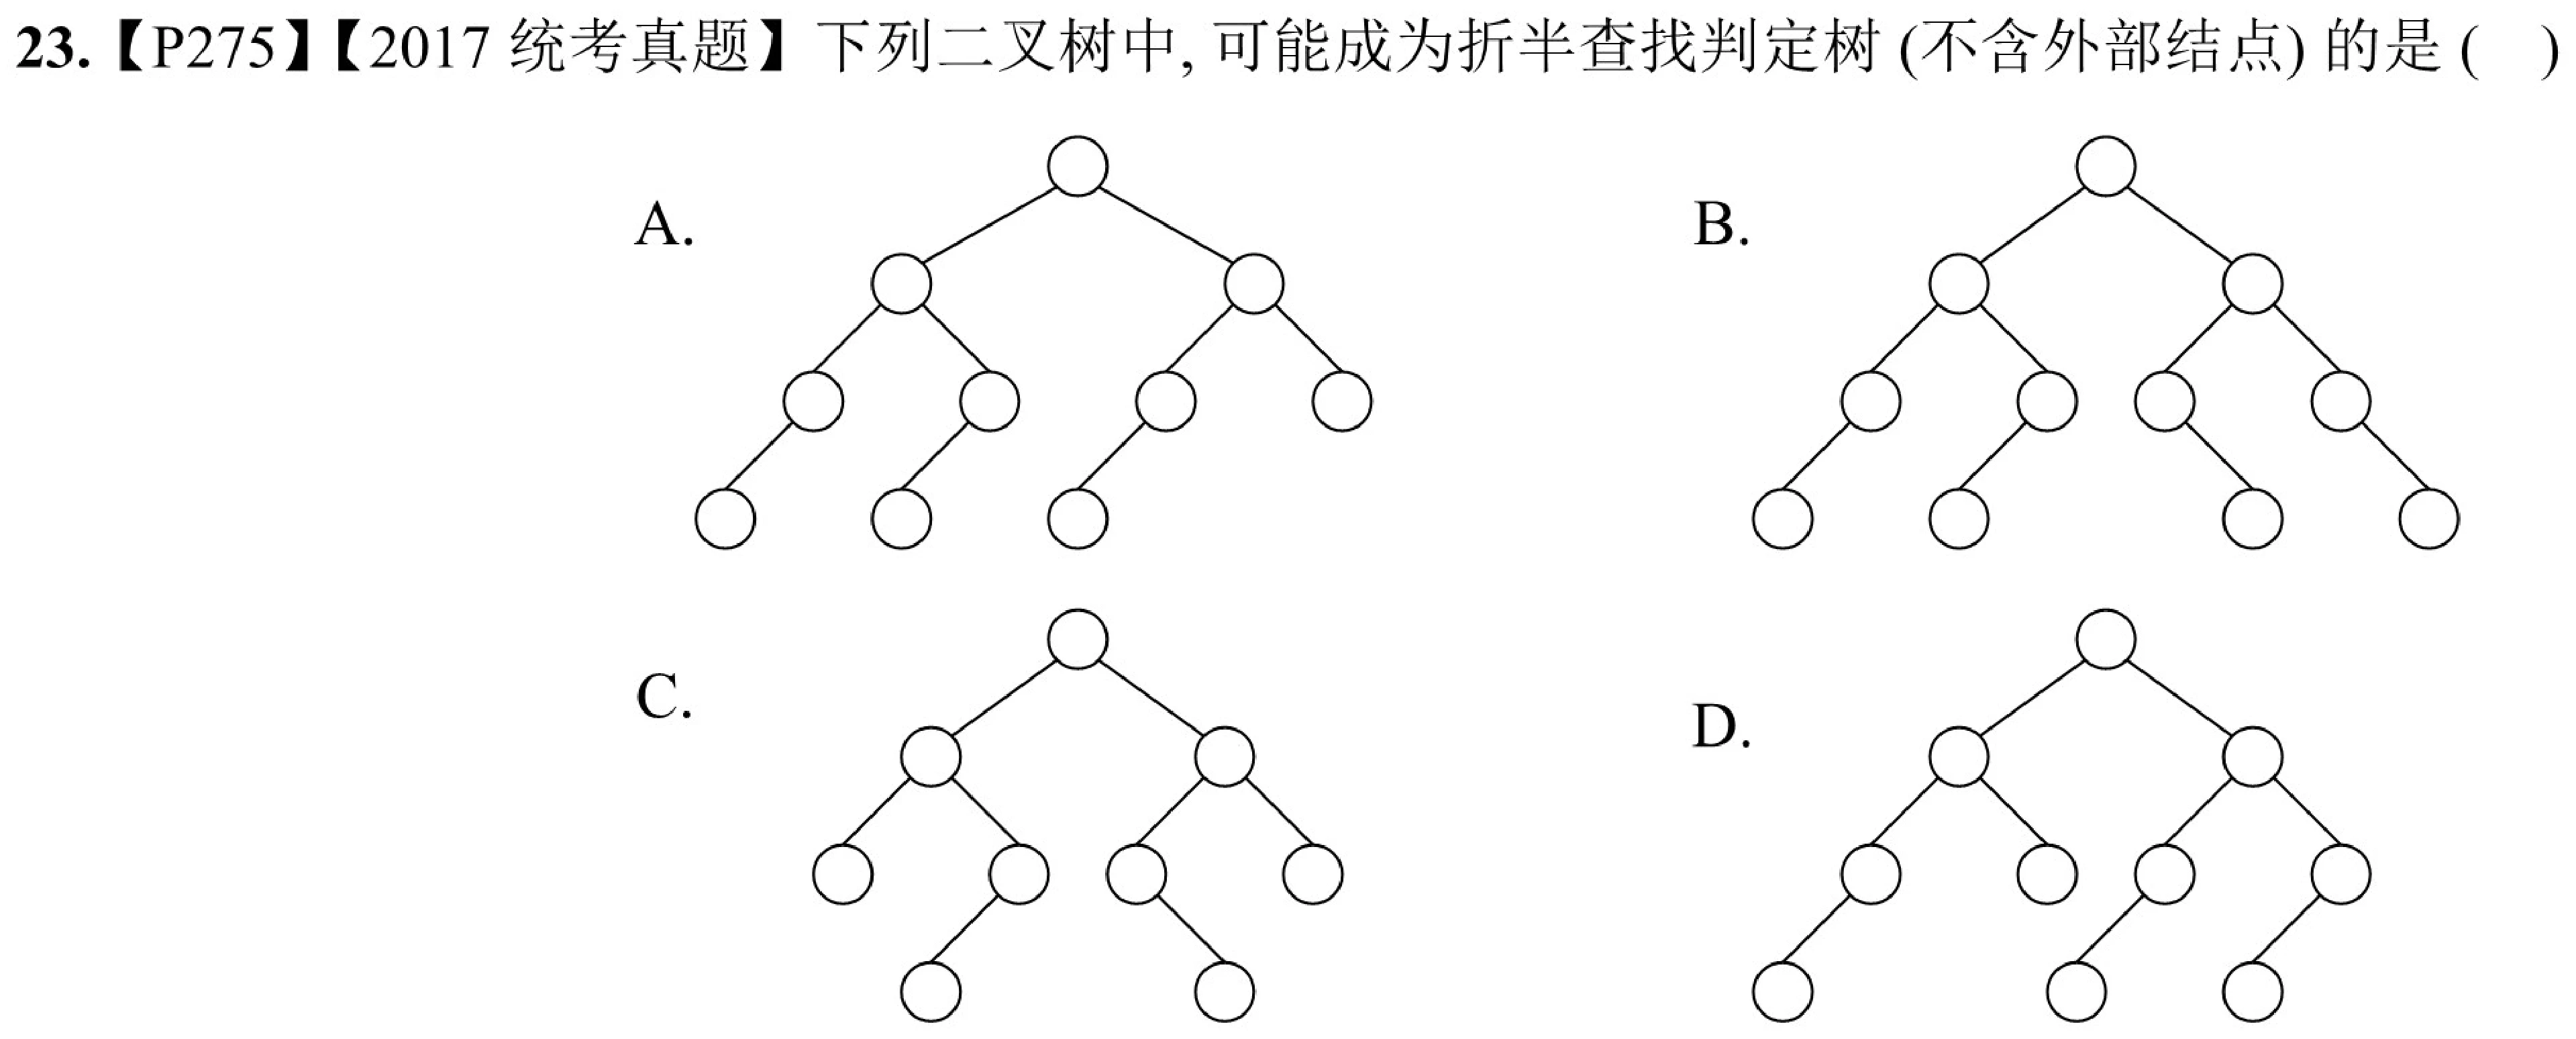 23.【P275】【2017 统考真题】下列二叉树中, 可能成为折半查找判定树 (不含外部结点) 的是 (   )
A.
B.
C.
D.